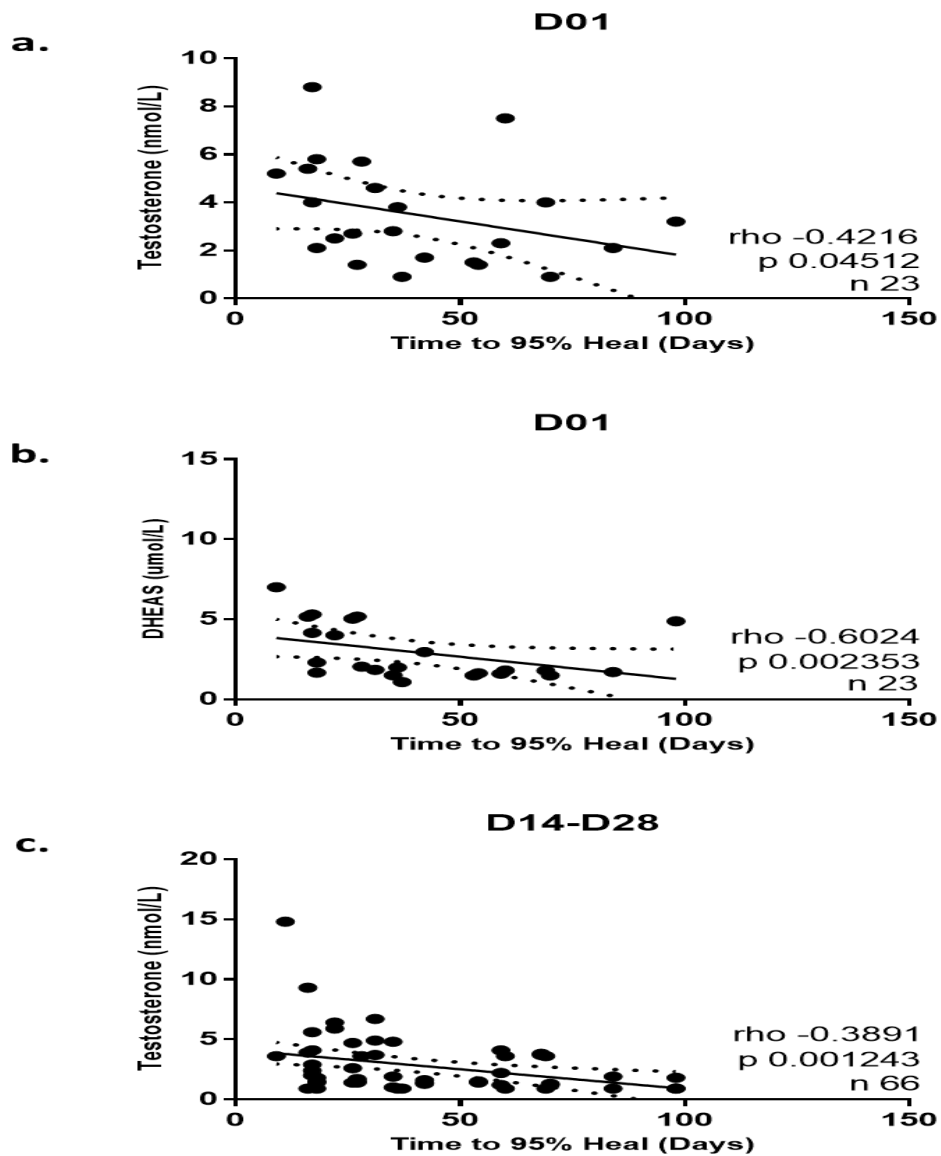 a.
D01
Testosterone (nmol/L)
10
8
6
4
2
0
rho -0.4216
p 0.04512
n 23
0 50 100 150
Time to 95% Heal (Days)
b.
D01
DHEAS (umol/L)
15
10
5
0
rho -0.6024
p 0.002353
n 23
0 50 100 150
Time to 95% Heal (Days)
c.
D14-D28
Testosterone (nmol/L)
20
15
10
5
0
rho -0.3891
p 0.001243
n 66
0 50 100 150
Time to 95% Heal (Days)